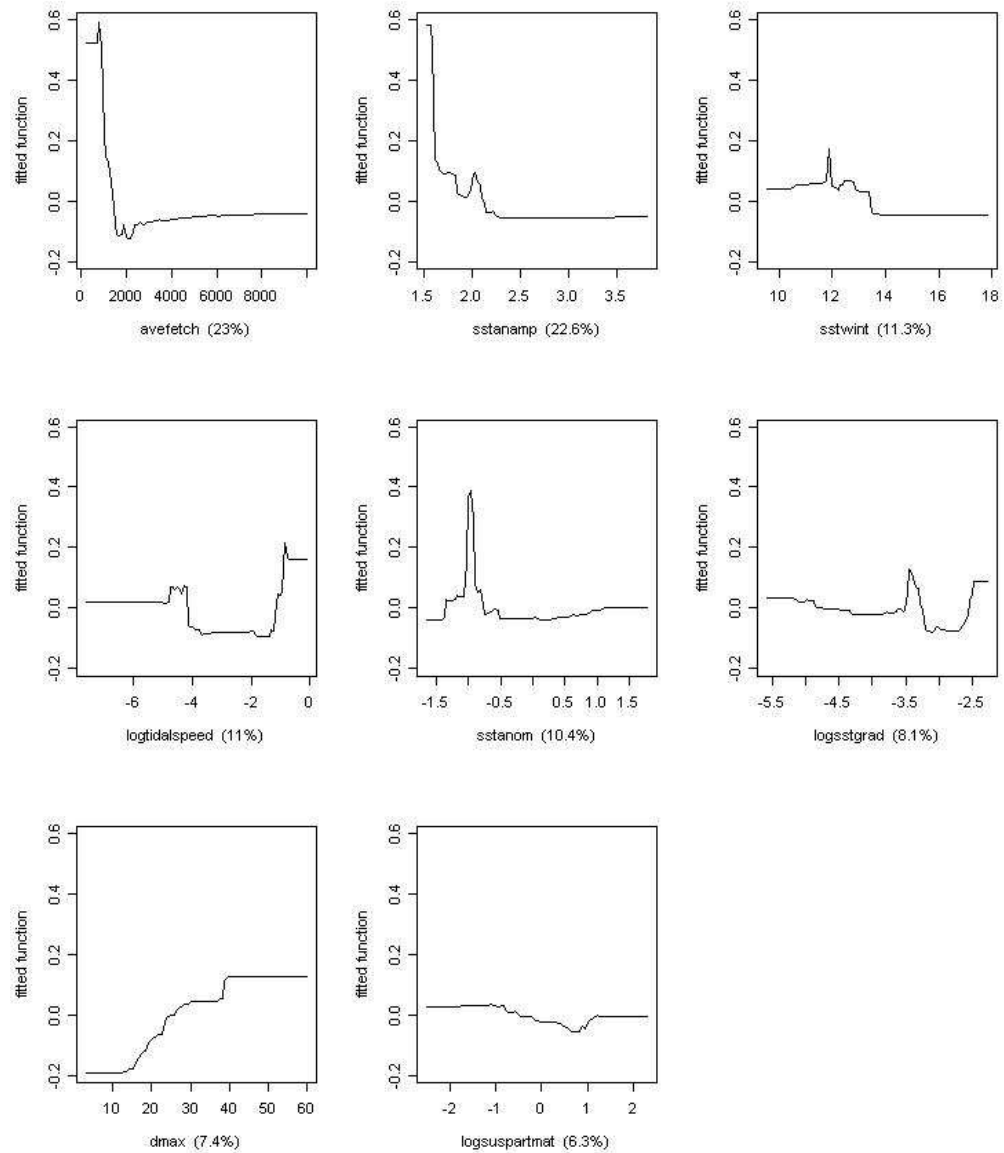 0.6
0.4
0.2
0.0
-0.2
fitted function
0 2000 4000 6000 8000
avefetch (23%)
0.6
0.4
0.2
0.0
-0.2
fitted function
1.5 2.0 2.5 3.0 3.5
sstanamp (22.6%)
0.6
0.4
0.2
0.0
-0.2
fitted function
10 12 14 16 18
sstwint (11.3%)
0.6
0.4
0.2
0.0
-0.2
fitted function
-6 -4 -2 0
logtidalspeed (11%)
0.6
0.4
0.2
0.0
-0.2
fitted function
-1.5 -0.5 0.5 1.0 1.5
sstanom (10.4%)
0.6
0.4
0.2
0.0
-0.2
fitted function
-5.5 -4.5 -3.5 -2.5
logsstgrad (8.1%)
0.6
0.4
0.2
0.0
-0.2
fitted function
10 20 30 40 50 60
dmax (7.4%)
0.6
0.4
0.2
0.0
-0.2
fitted function
-2 -1 0 1 2
logsuspartmat (6.3%)